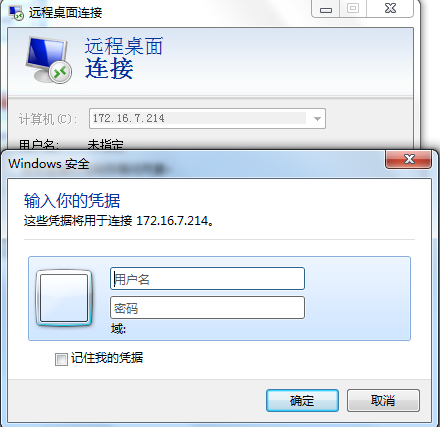 远程桌面连接
远程桌面
连接
计算机(C):
172.16.7.214
用户名:
未指定
Windows 安全
输入你的凭据
这些凭据将用于连接 172.16.7.214。
用户名
密码
域:
记住我的凭据
确定
取消